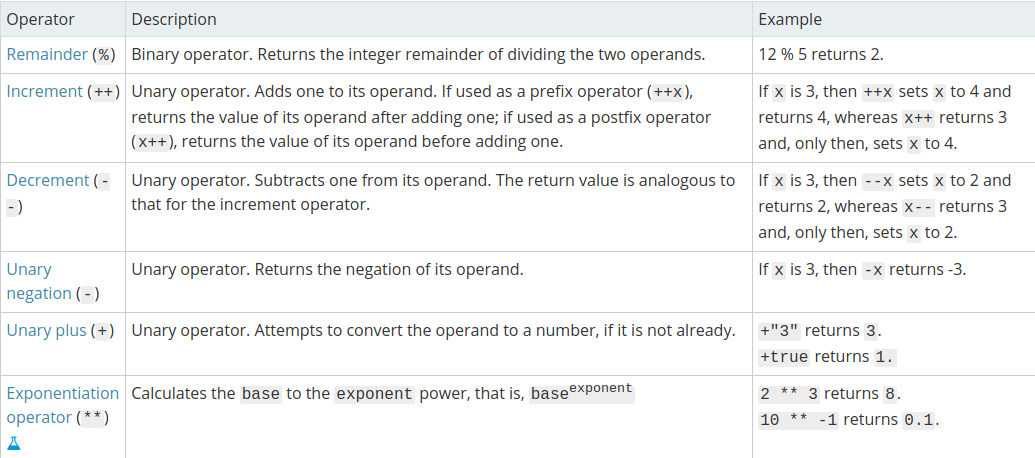 Operator Description Example
Remainder (%) Binary operator. Returns the integer remainder of dividing the two operands. 12 % 5 returns 2.
Increment (++) Unary operator. Adds one to its operand. If used as a prefix operator (++x),
returns the value of its operand after adding one; if used as a postfix operator
(x++), returns the value of its operand before adding one.
If x is 3, then ++x sets x to 4 and
returns 4, whereas x++ returns 3
and, only then, sets x to 4.
Decrement (-
-)
Unary operator. Subtracts one from its operand. The return value is analogous to
that for the increment operator.
If x is 3, then --x sets x to 2 and
returns 2, whereas x-- returns 3
and, only then, sets x to 2.
Unary
negation (-)
Unary operator. Returns the negation of its operand.
If x is 3, then -x returns -3.
Unary plus (+) Unary operator. Attempts to convert the operand to a number, if it is not already.
+"3" returns 3.
+true returns 1.
Exponentiation
operator (**)
Calculates the base to the exponent power, that is, base^exponent
2 ** 3 returns 8.
10 ** -1 returns 0.1.